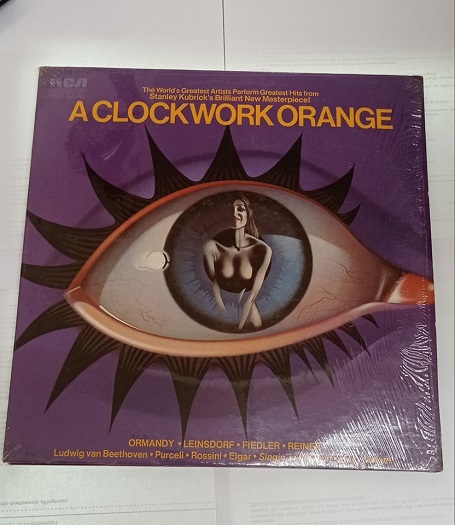 RCA
The World's Greatest Artists Perform Greatest Hits from
Stanley Kubrick's Brilliant New Masterpiece!
A CLOCKWORK ORANGE
ORMANDY • LEINSDORF • FIEDLER • REINER
Ludwig van Beethoven • Purcell • Rossini • Elgar •